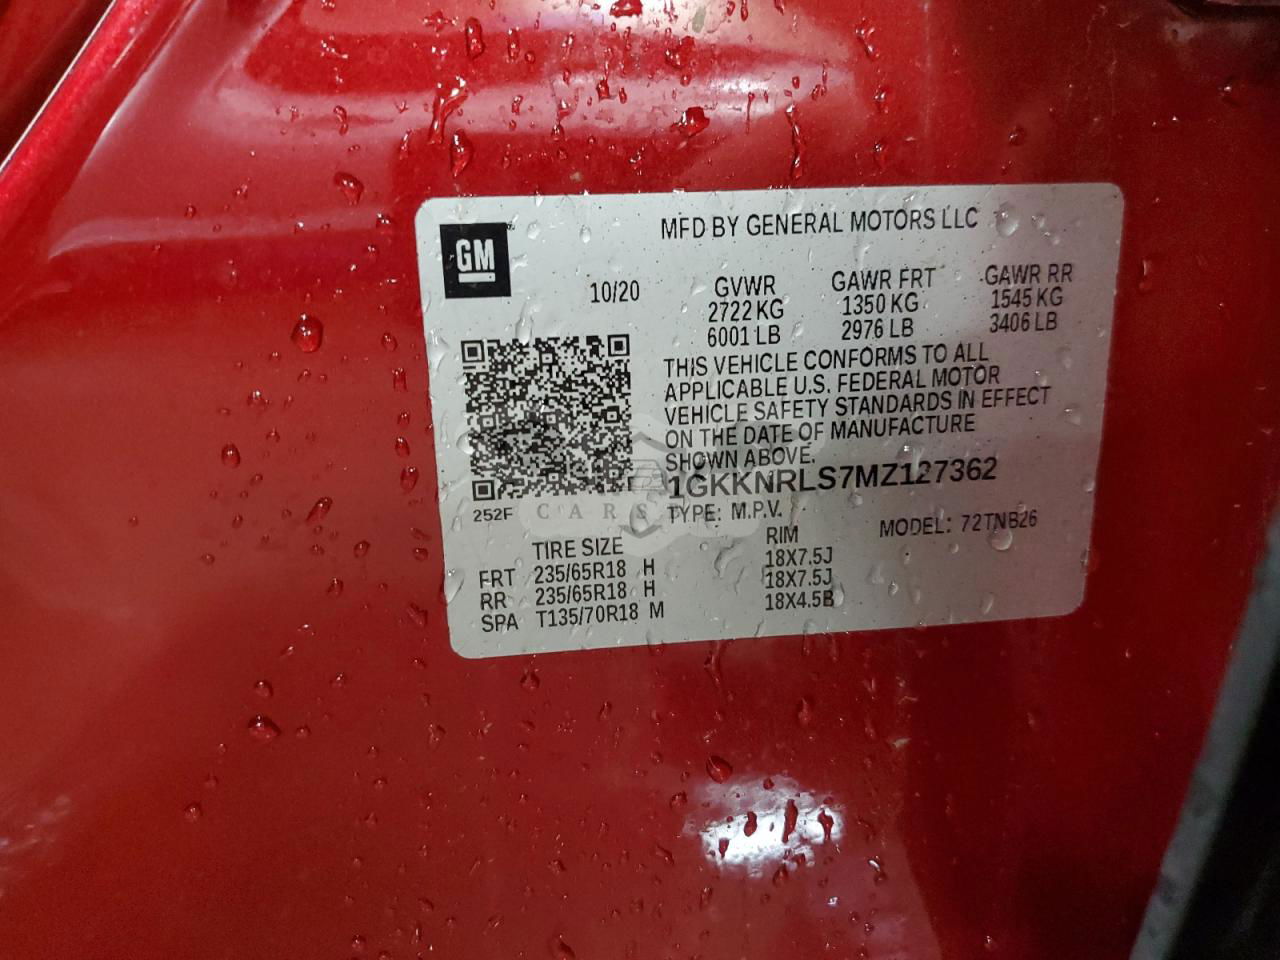 GM
MFD BY GENERAL MOTORS LLC
10/20
GVWR GAWR FRT GAWR RR
2722 KG 1350 KG 1545 KG
6001 LB 2976 LB 3406 LB
THIS VEHICLE CONFORMS TO ALL
APPLICABLE U.S. FEDERAL MOTOR
VEHICLE SAFETY STANDARDS IN EFFECT
ON THE DATE OF MANUFACTURE
SHOWN ABOVE.
1GKKNRLS7MZ127362
252F
CARS
TYPE: M.P.V. MODEL: 72TNB26
TIRE SIZE RIM
FRT 235/65R18 H 18X7.5J
RR 235/65R18 H 18X7.5J
SPA T135/70R18 M 18X4.5B